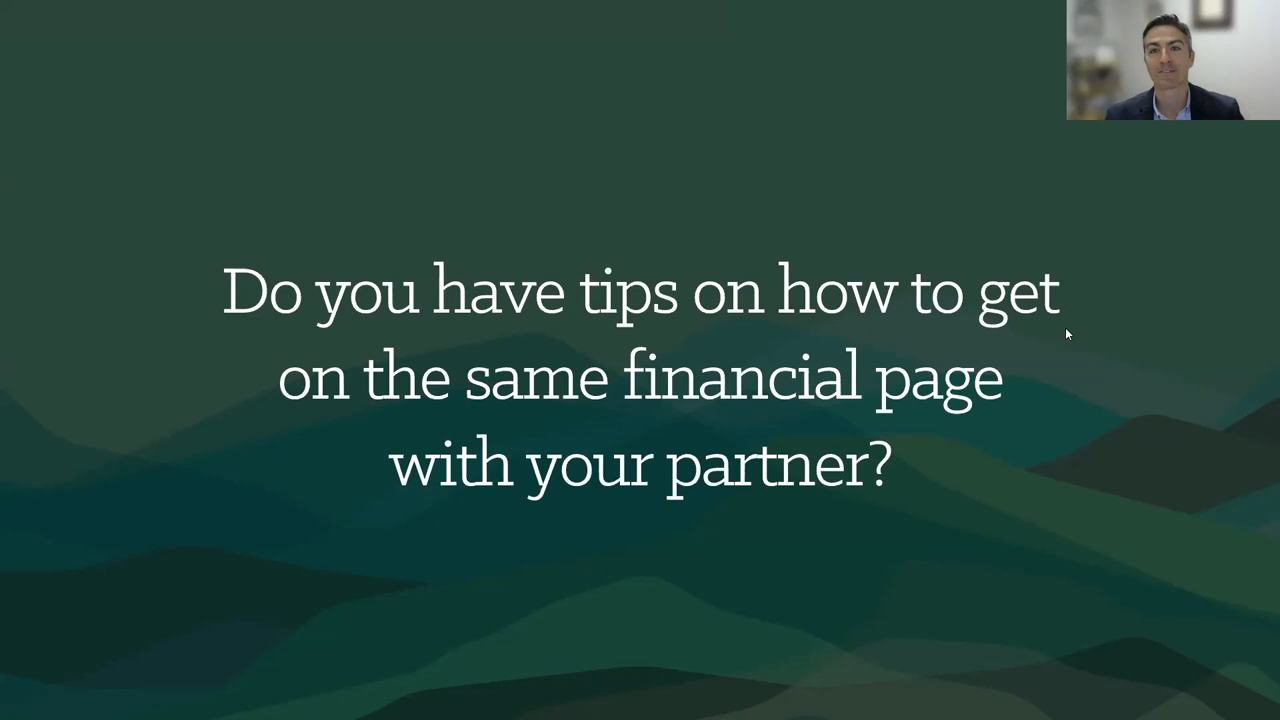 Do you have tips on how to get
on the same financial page
with your partner?